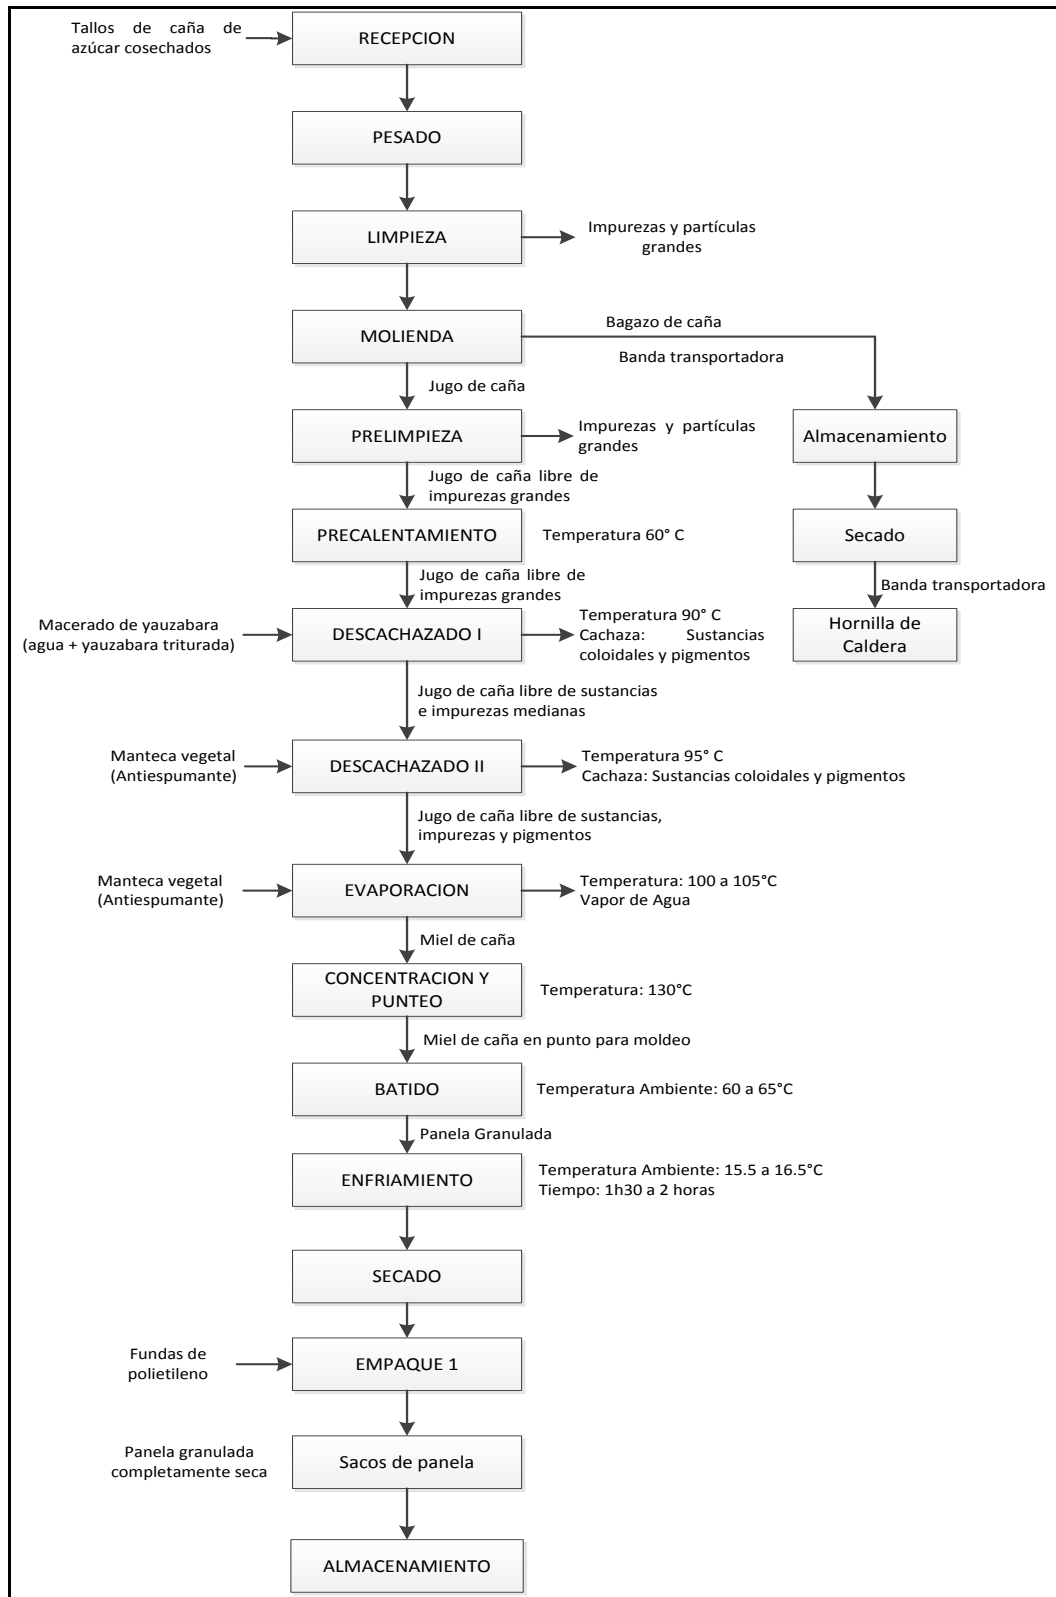 Tallos de caña de
azúcar cosechados
RECEPCION
PESADO
LIMPIEZA
Impurezas y partículas
grandes
MOLIENDA
Bagazo de caña
Banda transportadora
Jugo de caña
PRELIMPIEZA
Impurezas y partículas
grandes
Almacenamiento
Jugo de caña libre de
impurezas grandes
PRECALENTAMIENTO
Temperatura 60° C
Secado
Jugo de caña libre de
impurezas grandes
Banda transportadora
Macerado de yauzabara
(agua + yauzabara triturada)
DESCACHAZADO I
Temperatura 90° C
Cachaza: Sustancias
coloidales y pigmentos
Hornilla de
Caldera
Jugo de caña libre de sustancias
e impurezas medianas
Manteca vegetal
(Antiespumante)
DESCACHAZADO II
Temperatura 95° C
Cachaza: Sustancias coloidales y pigmentos
Jugo de caña libre de sustancias,
impurezas y pigmentos
Manteca vegetal
(Antiespumante)
EVAPORACION
Temperatura: 100 a 105°C
Vapor de Agua
Miel de caña
CONCENTRACION Y
PUNTEO
Temperatura: 130°C
Miel de caña en punto para moldeo
BATIDO
Temperatura Ambiente: 60 a 65°C
Panela Granulada
ENFRIAMIENTO
Temperatura Ambiente: 15.5 a 16.5°C
Tiempo: 1h30 a 2 horas
SECADO
Fundas de
polietileno
EMPAQUE 1
Panela granulada
completamente seca
Sacos de panela
ALMACENAMIENTO